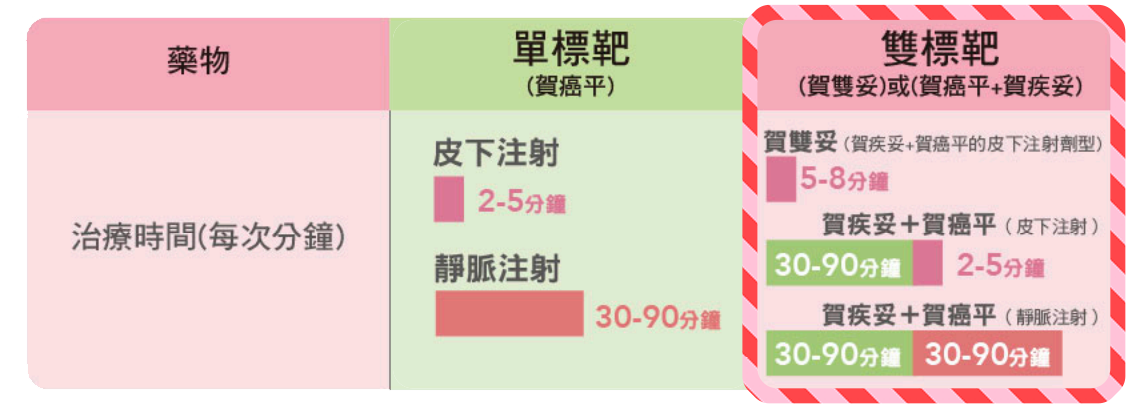 藥物
單標靶
(賀癌平)
雙標靶
(賀雙妥)或(賀癌平+賀疾妥)
治療時間(每次分鐘)
皮下注射
2-5分鐘
靜脈注射
30-90分鐘
賀雙妥(賀疾妥+賀癌平的皮下注射劑型)
5-8分鐘
賀疾妥+賀癌平(皮下注射)
30-90分鐘 2-5分鐘
賀疾妥+賀癌平(靜脈注射)
30-90分鐘 30-90分鐘